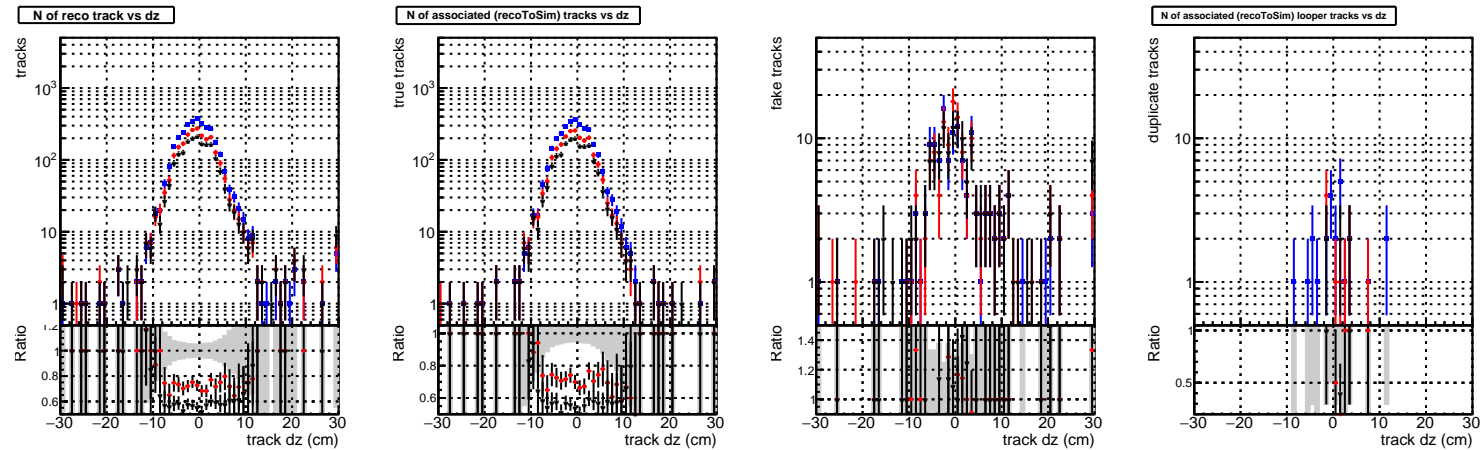 N of reco track vs dz
tracks
10³
10²
10
1
Ratio
1.2
1
0.8
0.6
−30 −20 −10 0 10 20 30
track dz (cm)
N of associated (recoToSim) tracks vs dz
true tracks
10³
10²
10
1
Ratio
1
0.8
0.6
−30 −20 −10 0 10 20 30
track dz (cm)
fake tracks
10
1
Ratio
1.4
1.2
1
−30 −20 −10 0 10 20 30
track dz (cm)
N of associated (recoToSim) looper tracks vs dz
duplicate tracks
10
1
Ratio
1
0.5
−30 −20 −10 0 10 20 30
track dz (cm)